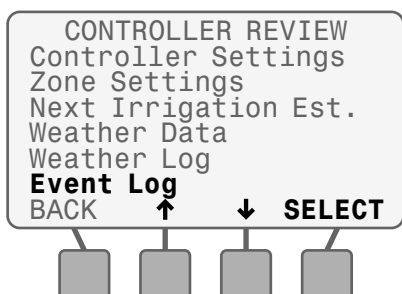 CONTROLLER REVIEW
Controller Settings
Zone Settings
Next Irrigation Est.
Weather Data
Weather Log
Event Log
BACK ↑ ↓ SELECT